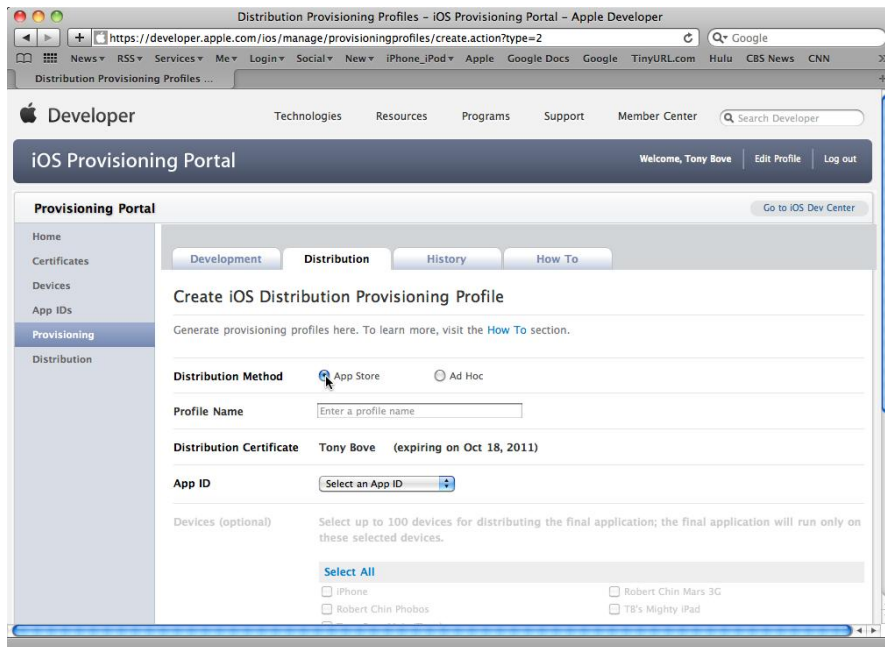 Distribution Provisioning Profiles – iOS Provisioning Portal – Apple Developer
https://developer.apple.com/ios/manage/provisioningprofiles/create.action?type=2
Google
News RSS Services Me Login Social New iPhone_iPod Apple Google Docs Google TinyURL.com Hulu CBS News CNN
Distribution Provisioning Profiles ...
Developer
Technologies Resources Programs Support Member Center Search Developer
iOS Provisioning Portal
Welcome, Tony Bove Edit Profile Log out
Provisioning Portal
Go to iOS Dev Center
Home
Certificates
Devices
App IDs
Provisioning
Distribution
Development Distribution History How To
Create iOS Distribution Provisioning Profile
Generate provisioning profiles here. To learn more, visit the How To section.
Distribution Method App Store Ad Hoc
Profile Name Enter a profile name
Distribution Certificate Tony Bove (expiring on Oct 18, 2011)
App ID Select an App ID
Devices (optional) Select up to 100 devices for distributing the final application; the final application will run only on
these selected devices.
Select All
iPhone Robert Chin Mars 3G
Robert Chin Phobos TB's Mighty iPad